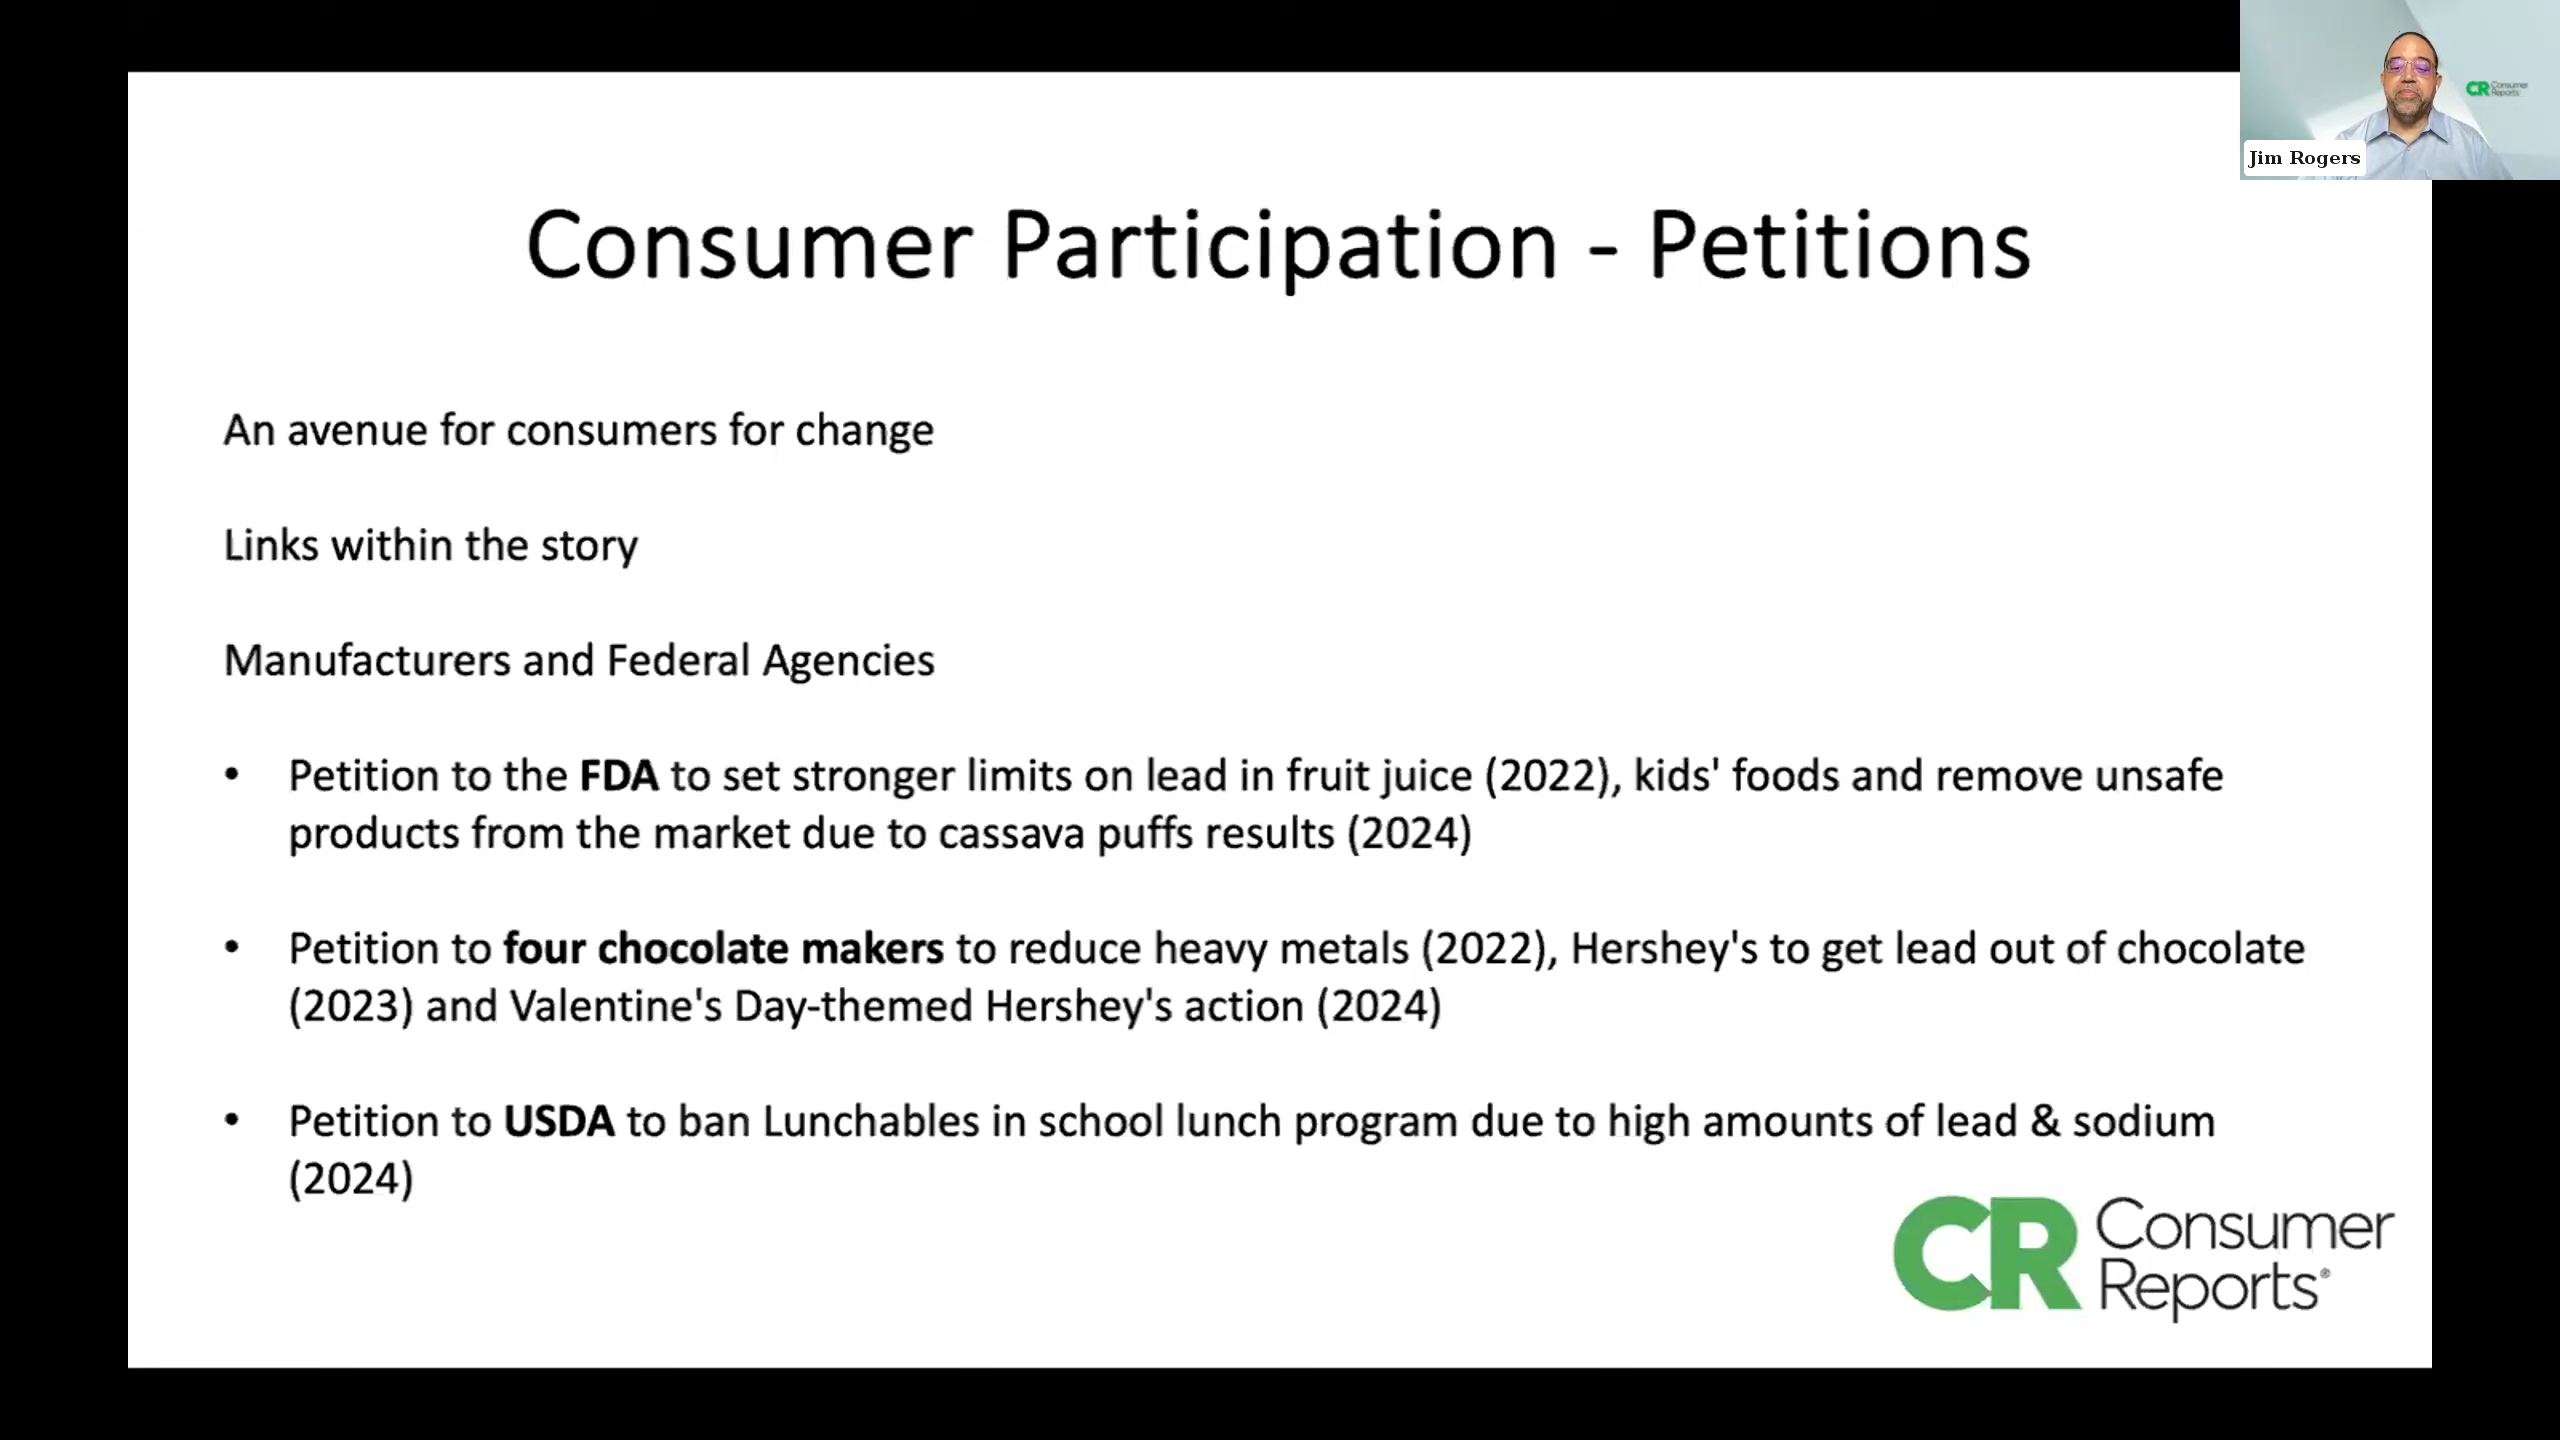 CR Consumer
Reports
Jim Rogers
Consumer Participation - Petitions
An avenue for consumers for change
Links within the story
Manufacturers and Federal Agencies
• Petition to the FDA to set stronger limits on lead in fruit juice (2022), kids' foods and remove unsafe
products from the market due to cassava puffs results (2024)
• Petition to four chocolate makers to reduce heavy metals (2022), Hershey's to get lead out of chocolate
(2023) and Valentine's Day-themed Hershey's action (2024)
• Petition to USDA to ban Lunchables in school lunch program due to high amounts of lead & sodium
(2024)
CR Consumer
Reports®